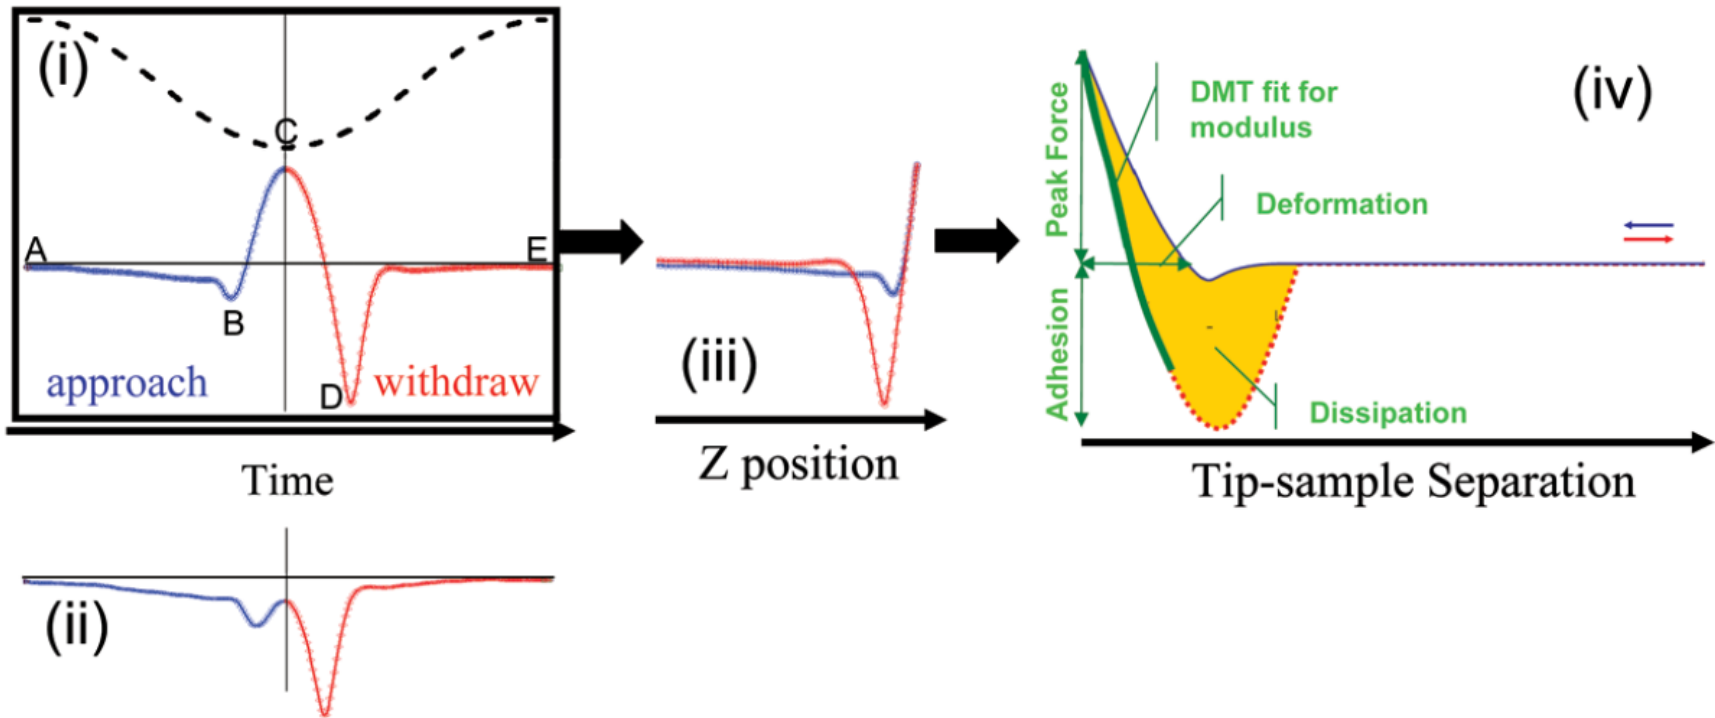 (i)
C
A
E
B
approach
D
withdraw
Time
(ii)
(iii)
Z position
(iv)
Peak Force
DMT fit for
modulus
Deformation
Adhesion
Dissipation
Tip-sample Separation